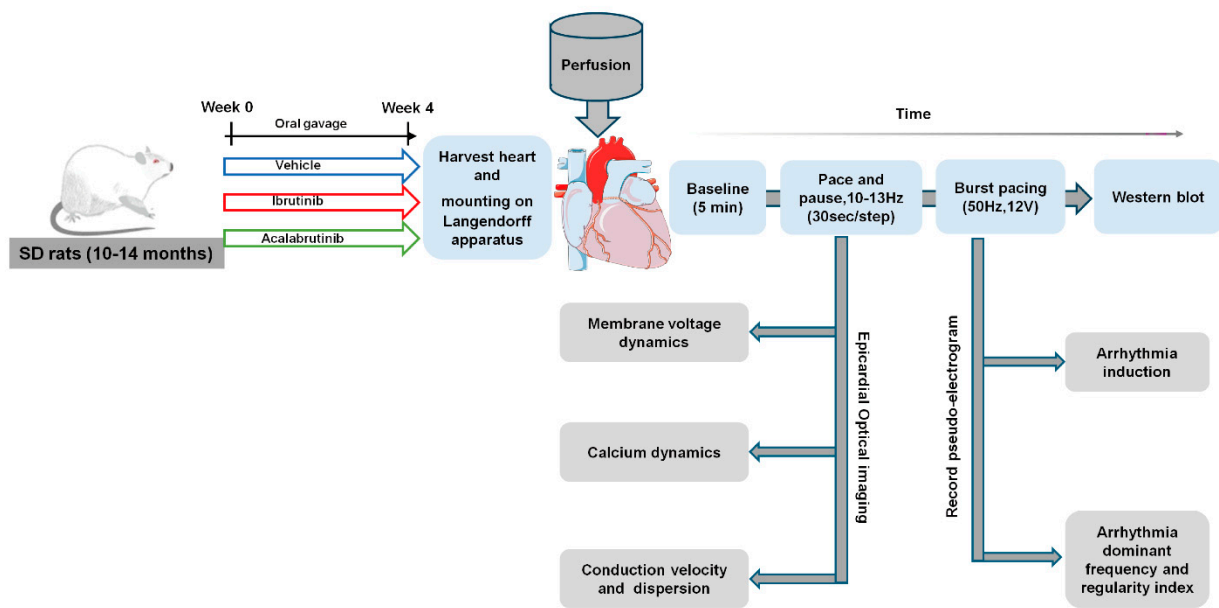 Perfusion
Week 0
Week 4
Oral gavage
Vehicle
Ibrutinib
Acalabrutinib
SD rats (10-14 months)
Harvest heart
and
mounting on
Langendorff
apparatus
Time
Baseline
(5 min)
Pace and
pause,10-13Hz
(30sec/step)
Burst pacing
(50Hz,12V)
Western blot
Membrane voltage
dynamics
Calcium dynamics
Conduction velocity
and dispersion
Epicardial Optical imaging
Record pseudo-electrogram
Arrhythmia
induction
Arrhythmia
dominant
frequency and
regularity index